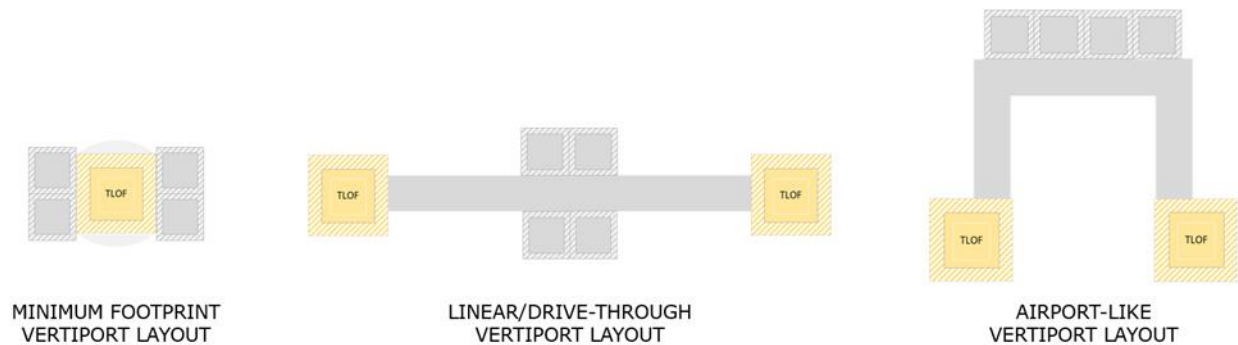 TLOF
TLOF
TLOF
TLOF
TLOF
MINIMUM FOOTPRINT
VERTIPORT LAYOUT
LINEAR/DRIVE-THROUGH
VERTIPORT LAYOUT
AIRPORT-LIKE
VERTIPORT LAYOUT